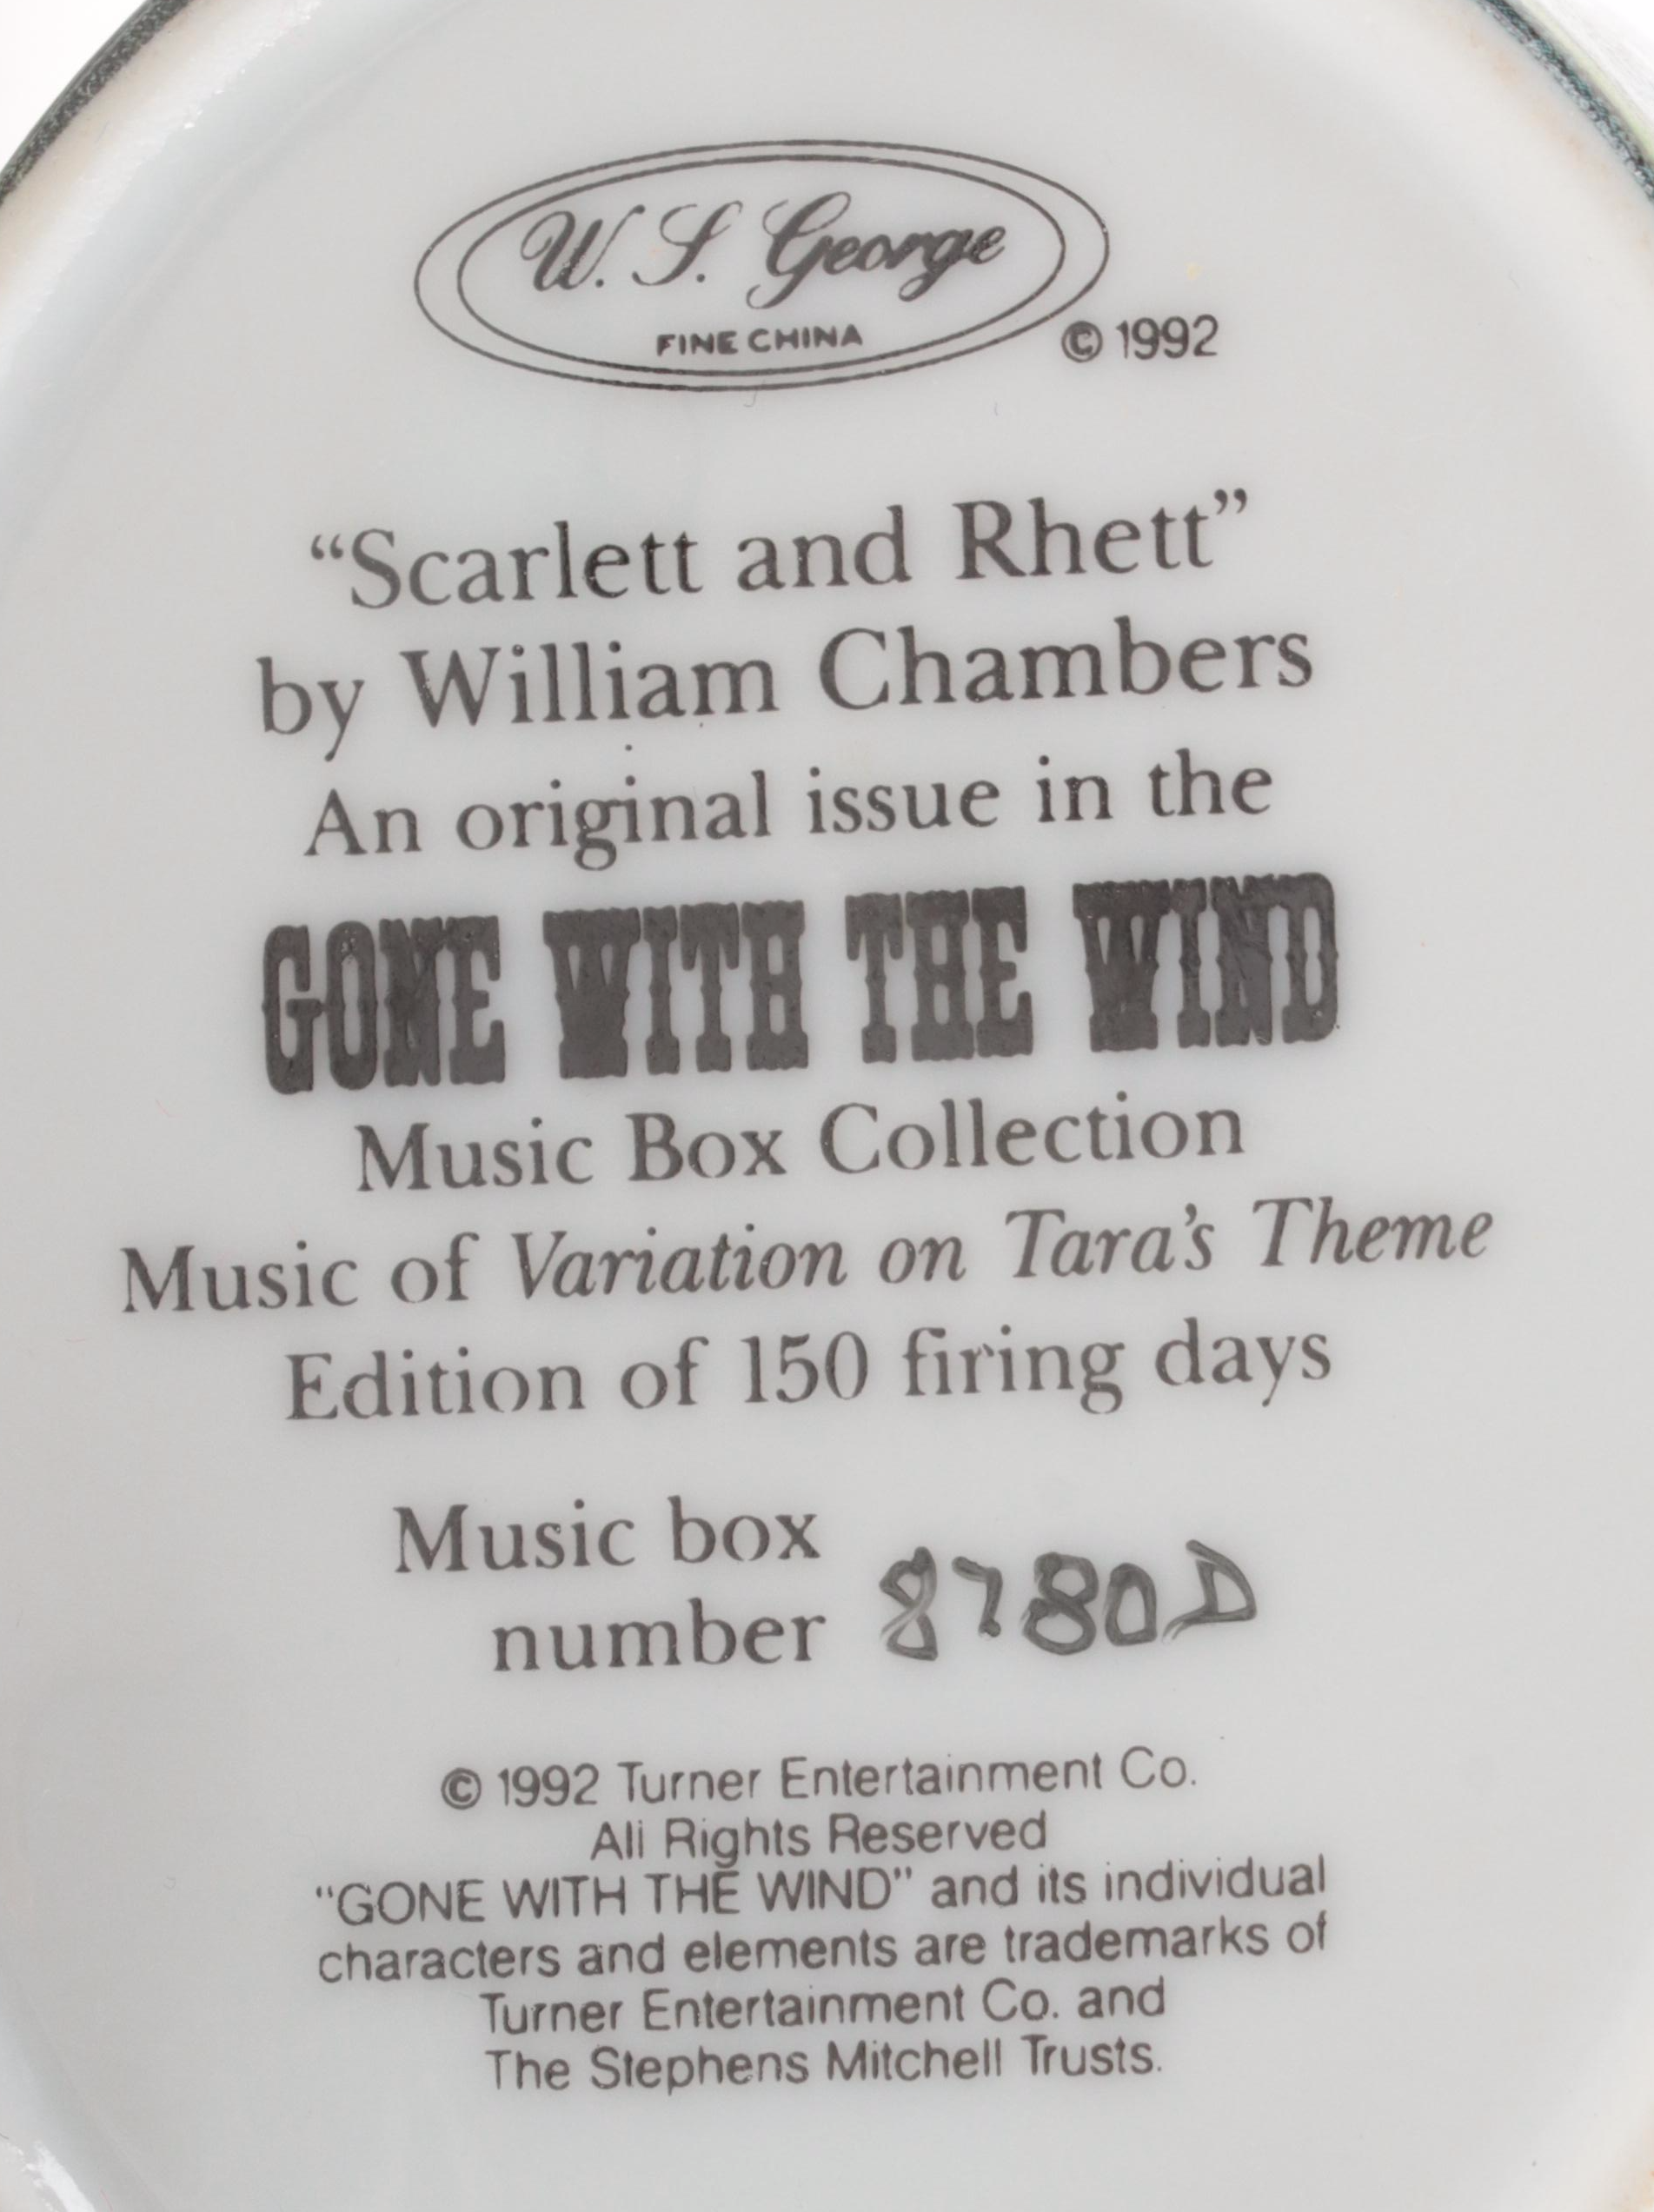 W. S. George
FINE CHINA
© 1992
“Scarlett and Rhett”
by William Chambers
An original issue in the
GONE WITH THE WIND
Music Box Collection
Music of Variation on Tara’s Theme
Edition of 150 firing days
Music box
number 8780D
© 1992 Turner Entertainment Co.
All Rights Reserved
“GONE WITH THE WIND” and its individual
characters and elements are trademarks of
Turner Entertainment Co. and
The Stephens Mitchell Trusts.